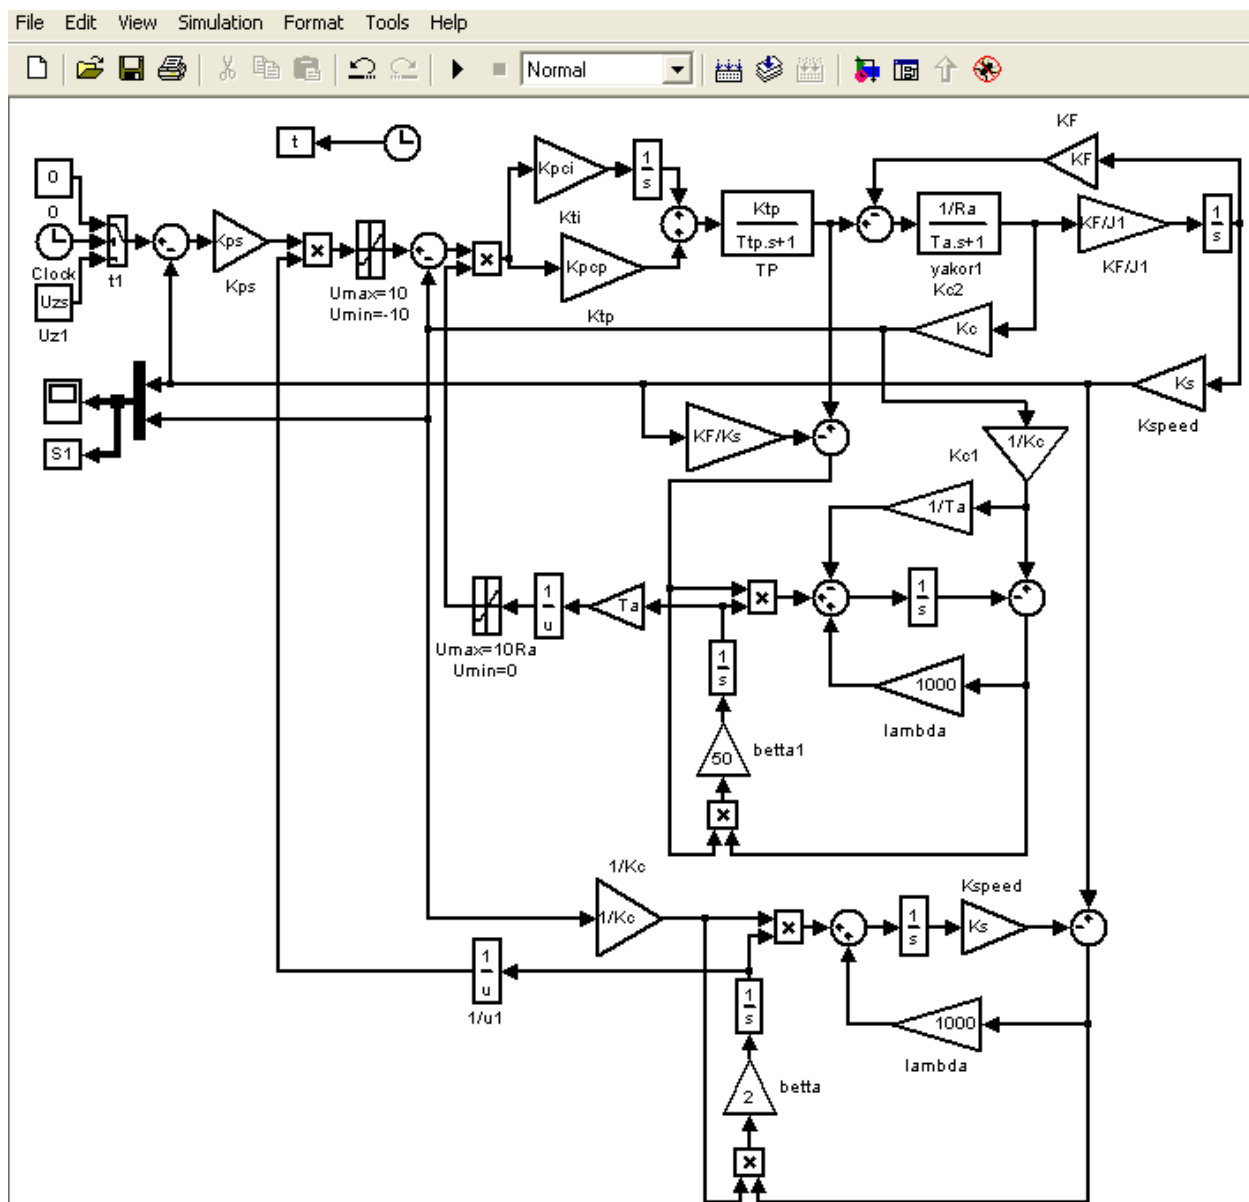 File Edit View Simulation Format Tools Help
Normal
KF
t
0
Kpci
1
s
KF
0
Kti
Ktp
Ttp.s+1
1/Ra
Ta.s+1
KF/J1
1
s
Kps
Clock
t1
Kpcp
TP
yakor1
KF/J1
Uzs
Kps
Umax=10
Umin=-10
Kc2
Uz1
Ktp
Kc
Ks
Kspeed
KF/Ks
1/Kc
S1
Kc1
1/Ta
1
u
Ta
1
s
Umax=10Ra
Umin=0
1
s
1000
lambda
betta1
50
1/Kc
Kspeed
1/Kc
1
s
Ks
1
u
1/u1
1
s
1000
lambda
betta
2